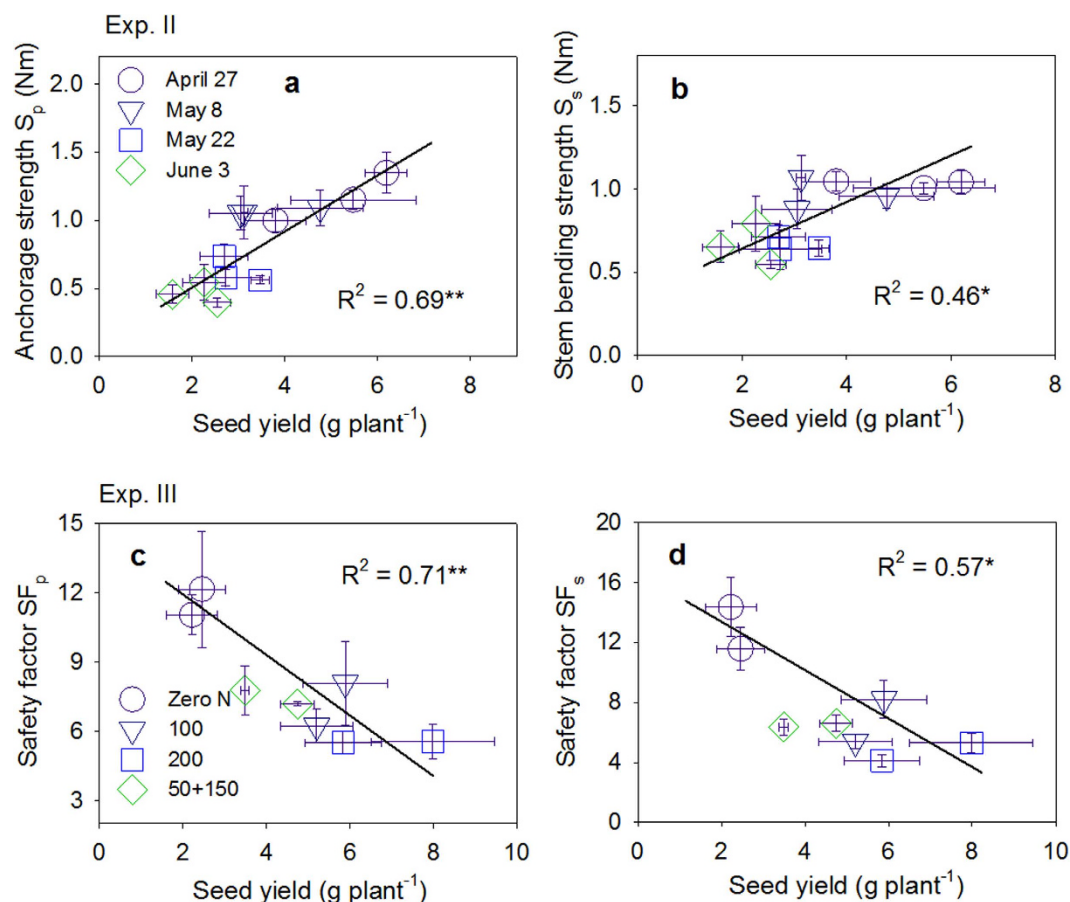 Exp. II
Anchorage strength S_p (Nm)
2.0
1.5
1.0
0.5
0.0
April 27
May 8
May 22
June 3
a
R² = 0.69**
0 2 4 6 8
Seed yield (g plant⁻¹)
Stem bending strength S_s (Nm)
1.5
1.0
0.5
0.0
b
R² = 0.46*
0 2 4 6 8
Seed yield (g plant⁻¹)
Exp. III
Safety factor SF_p
15
12
9
6
3
c
R² = 0.71**
Zero N
100
200
50+150
0 2 4 6 8 10
Seed yield (g plant⁻¹)
Safety factor SF_s
20
16
12
8
4
0
d
R² = 0.57*
0 2 4 6 8 10
Seed yield (g plant⁻¹)